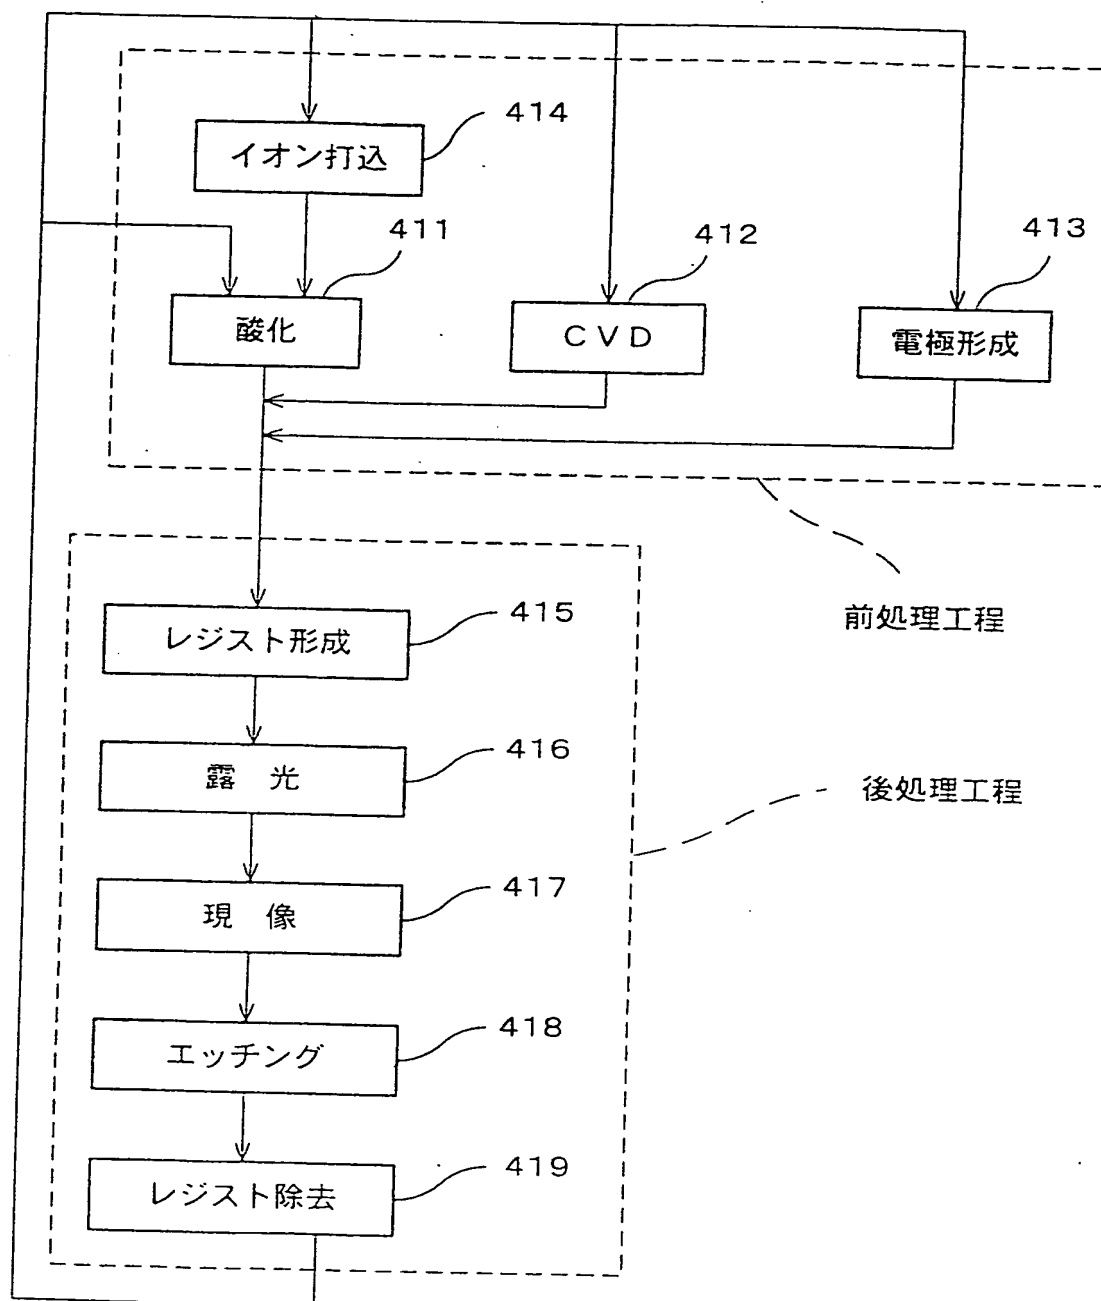 414
イオン打込
411
412
413
酸化
CVD
電極形成
前処理工程
415
レジスト形成
416
露 光
後処理工程
417
現 像
418
エッチング
419
レジスト除去